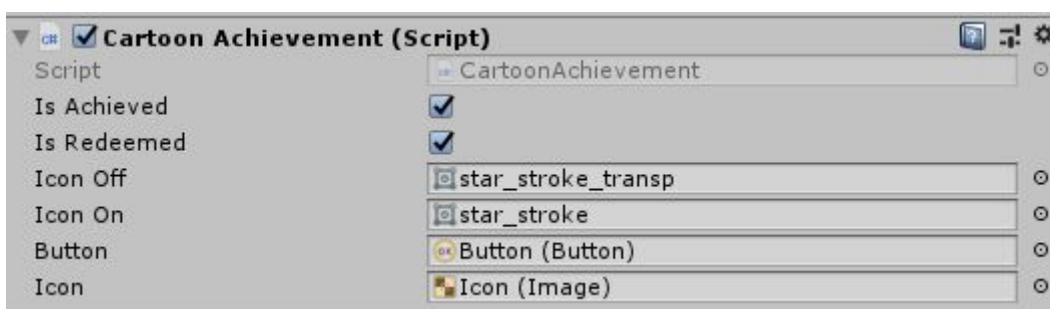 Cartoon Achievement (Script)
Script CartoonAchievement
Is Achieved
Is Redeemed
Icon Off star_stroke_transp
Icon On star_stroke
Button Button (Button)
Icon Icon (Image)